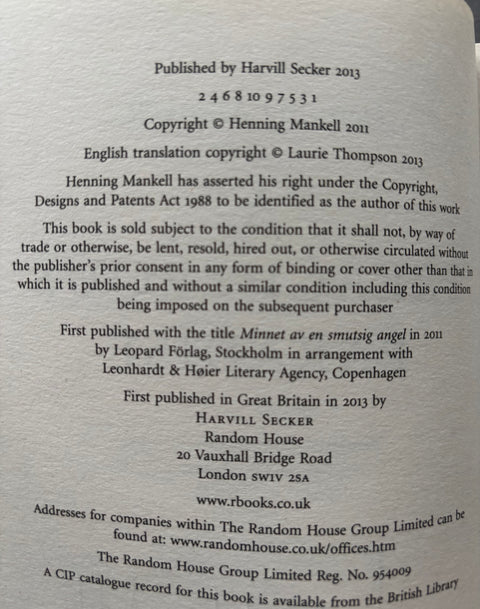 Published by Harvill Secker 2013
2 4 6 8 10 9 7 5 3 1
Copyright © Henning Mankell 2011
English translation copyright © Laurie Thompson 2013
Henning Mankell has asserted his right under the Copyright,
Designs and Patents Act 1988 to be identified as the author of this work
This book is sold subject to the condition that it shall not, by way of
trade or otherwise, be lent, resold, hired out, or otherwise circulated without
the publisher's prior consent in any form of binding or cover other than that in
which it is published and without a similar condition including this condition
being imposed on the subsequent purchaser
First published with the title Minnet av en smutsig angel in 2011
by Leopard Förlag, Stockholm in arrangement with
Leonhardt & Høier Literary Agency, Copenhagen
First published in Great Britain in 2013 by
HARVILL SECKER
Random House
20 Vauxhall Bridge Road
London SW1V 2SA
www.rbooks.co.uk
Addresses for companies within The Random House Group Limited can be
found at: www.randomhouse.co.uk/offices.htm
The Random House Group Limited Reg. No. 954009
A CIP catalogue record for this book is available from the British Library